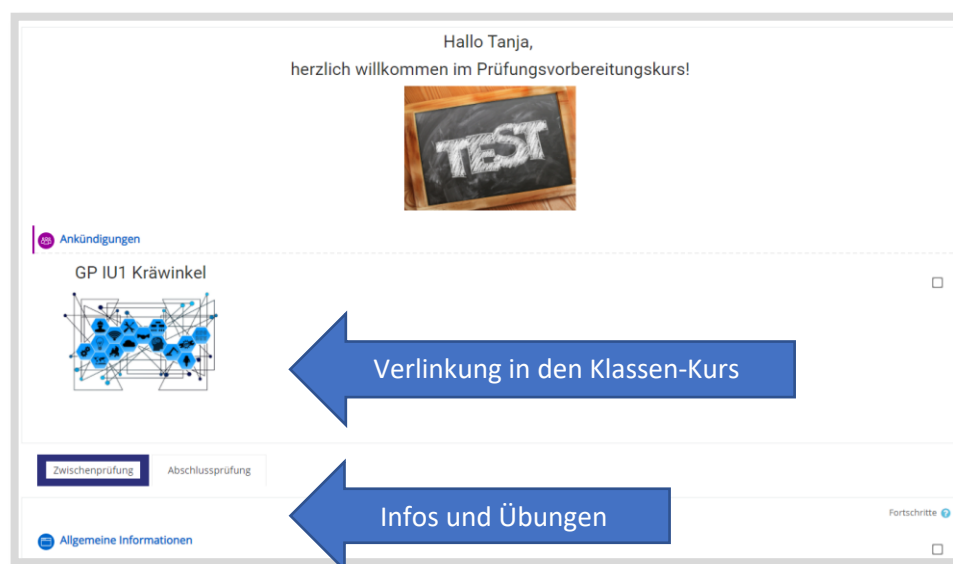 Hallo Tanja,
herzlich willkommen im Prüfungsvorbereitungskurs!
TEST
Ankündigungen
GP IU1 Kräwinkel
Verlinkung in den Klassen-Kurs
Zwischenprüfung
Abschlussprüfung
Infos und Übungen
Fortschritte ?
Allgemeine Informationen